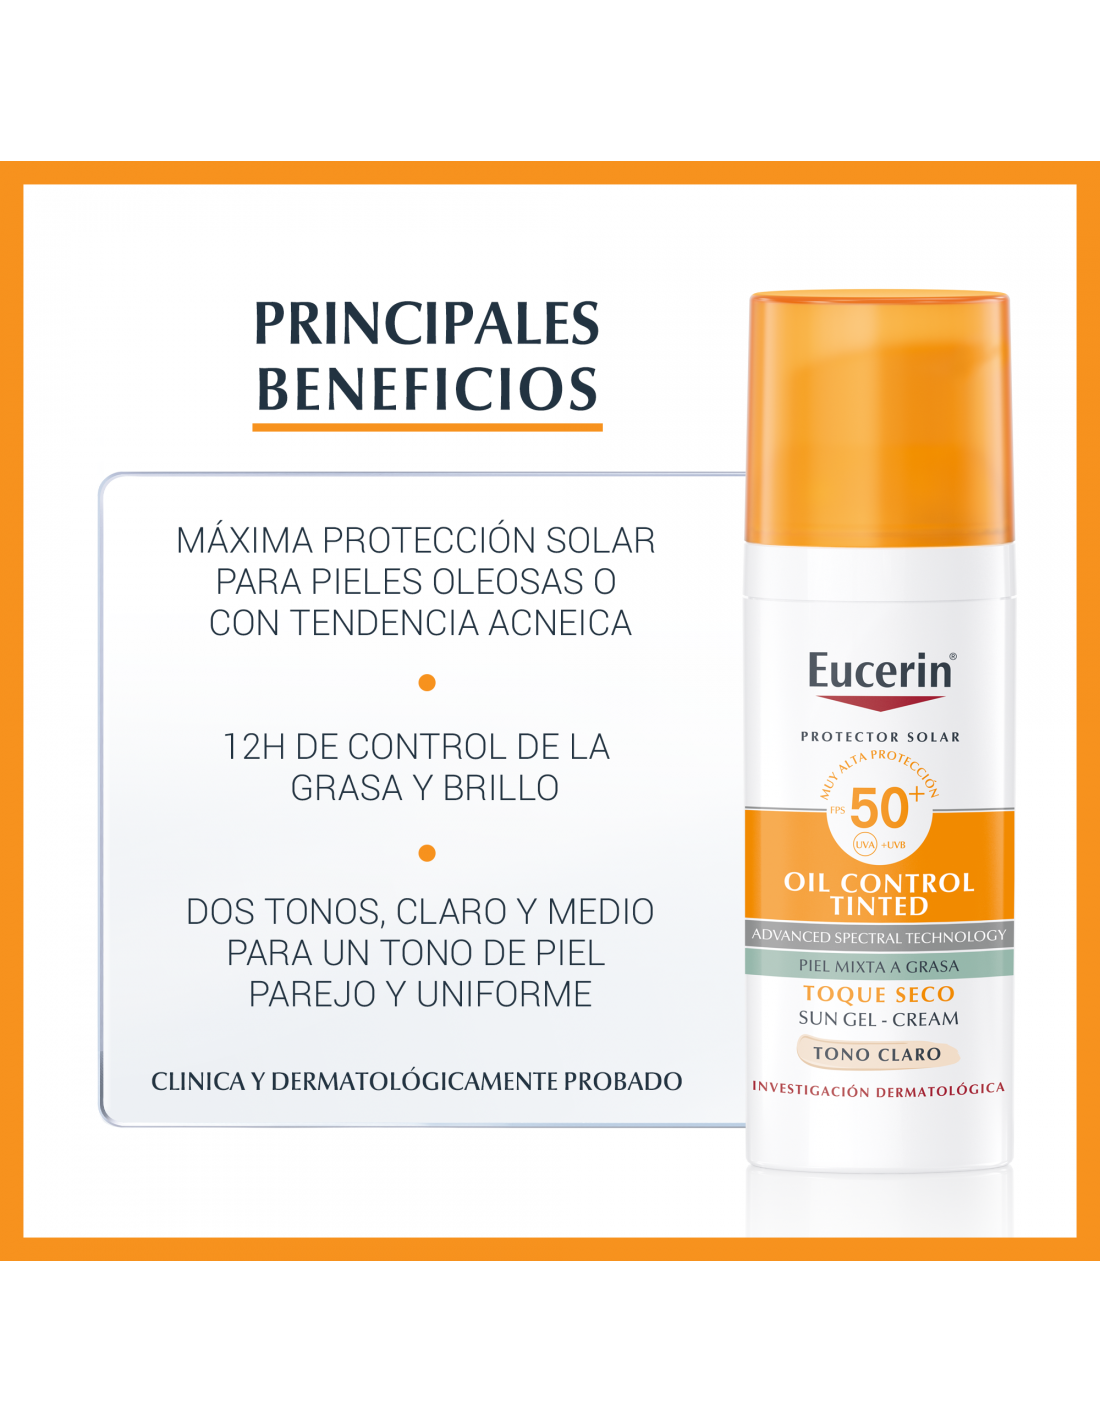 PRINCIPALES
BENEFICIOS
MÁXIMA PROTECCIÓN SOLAR
PARA PIELES OLEOSAS O
CON TENDENCIA ACNEICA
12H DE CONTROL DE LA
GRASA Y BRILLO
DOS TONOS, CLARO Y MEDIO
PARA UN TONO DE PIEL
PAREJO Y UNIFORME
CLINICA Y DERMATOLÓGICAMENTE PROBADO
Eucerin®
PROTECTOR SOLAR
MUY ALTA PROTECCIÓN
FPS 50+
UVA +UVB
OIL CONTROL
TINTED
ADVANCED SPECTRAL TECHNOLOGY
PIEL MIXTA A GRASA
TOQUE SECO
SUN GEL - CREAM
TONO CLARO
INVESTIGACIÓN DERMATOLÓGICA